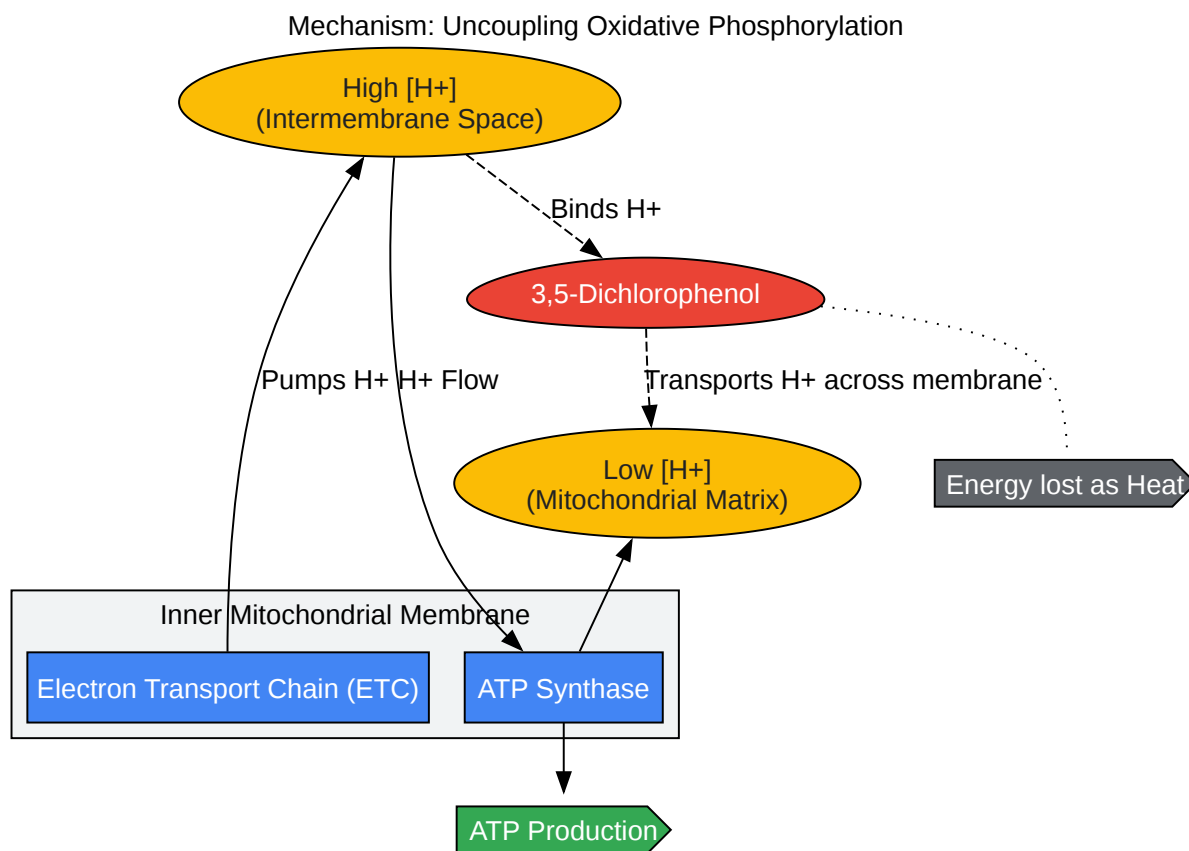 Mechanism: Uncoupling Oxidative Phosphorylation
High [H+]
(Intermembrane Space)
Binds H+
3,5-Dichlorophenol
Pumps H+
H+ Flow
Transports H+ across membrane
Low [H+]
(Mitochondrial Matrix)
Energy lost as Heat
Inner Mitochondrial Membrane
Electron Transport Chain (ETC)
ATP Synthase
ATP Production